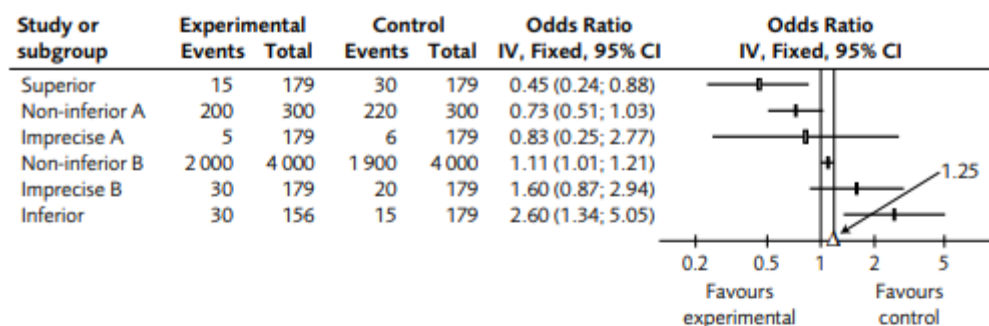 Study or Experimental Control Odds Ratio Odds Ratio
subgroup Events Total Events Total IV, Fixed, 95% CI IV, Fixed, 95% CI
Superior 15 179 30 179 0.45 (0.24; 0.88)
Non-inferior A 200 300 220 300 0.73 (0.51; 1.03)
Imprecise A 5 179 6 179 0.83 (0.25; 2.77)
Non-inferior B 2 000 4 000 1 900 4 000 1.11 (1.01; 1.21)
Imprecise B 30 179 20 179 1.60 (0.87; 2.94)
1.25
Inferior 30 156 15 179 2.60 (1.34; 5.05)
0.2 0.5 1 2 5
Favours Favours
experimental control